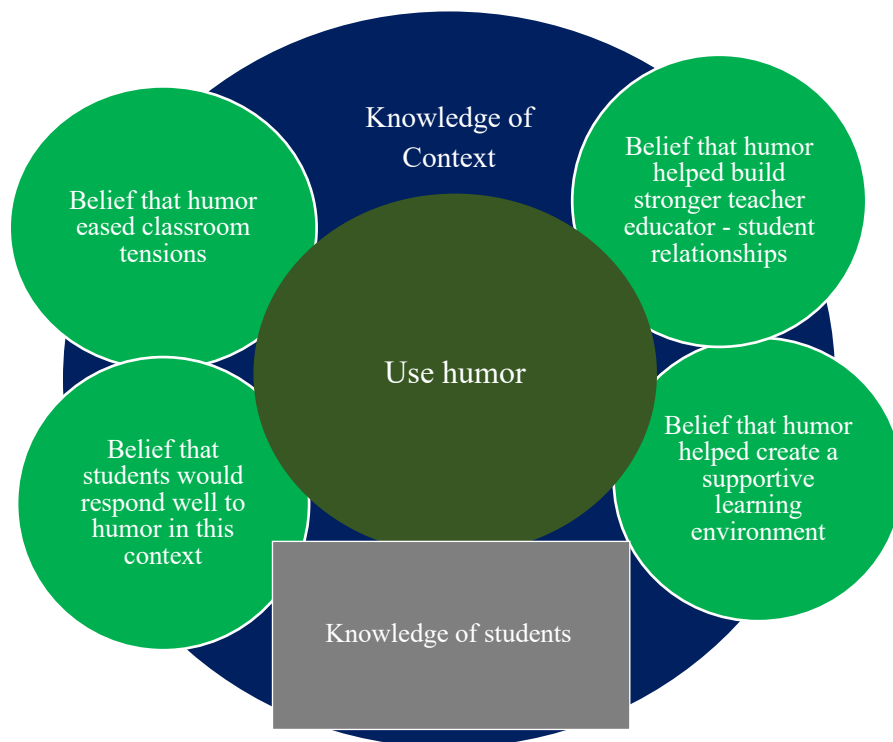 Knowledge of
Context
Belief that humor
eased classroom
tensions
Belief that humor
helped build
stronger teacher
educator - student
relationships
Use humor
Belief that
students would
respond well to
humor in this
context
Belief that humor
helped create a
supportive
learning
environment
Knowledge of students